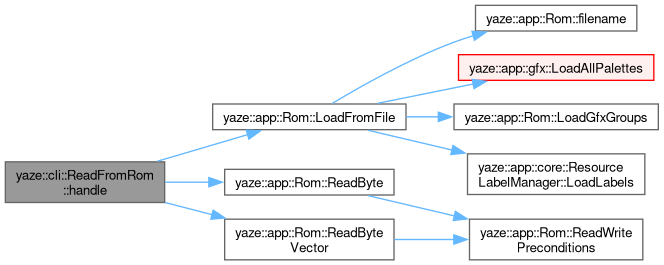 yaze::app::Rom::filename
yaze::app::gfx::LoadAllPalettes
yaze::app::Rom::LoadFromFile
yaze::app::Rom::LoadGfxGroups
yaze::app::core::Resource
LabelManager::LoadLabels
yaze::cli::ReadFromRom
::handle
yaze::app::Rom::ReadByte
yaze::app::Rom::ReadByte
Vector
yaze::app::Rom::ReadWrite
Preconditions